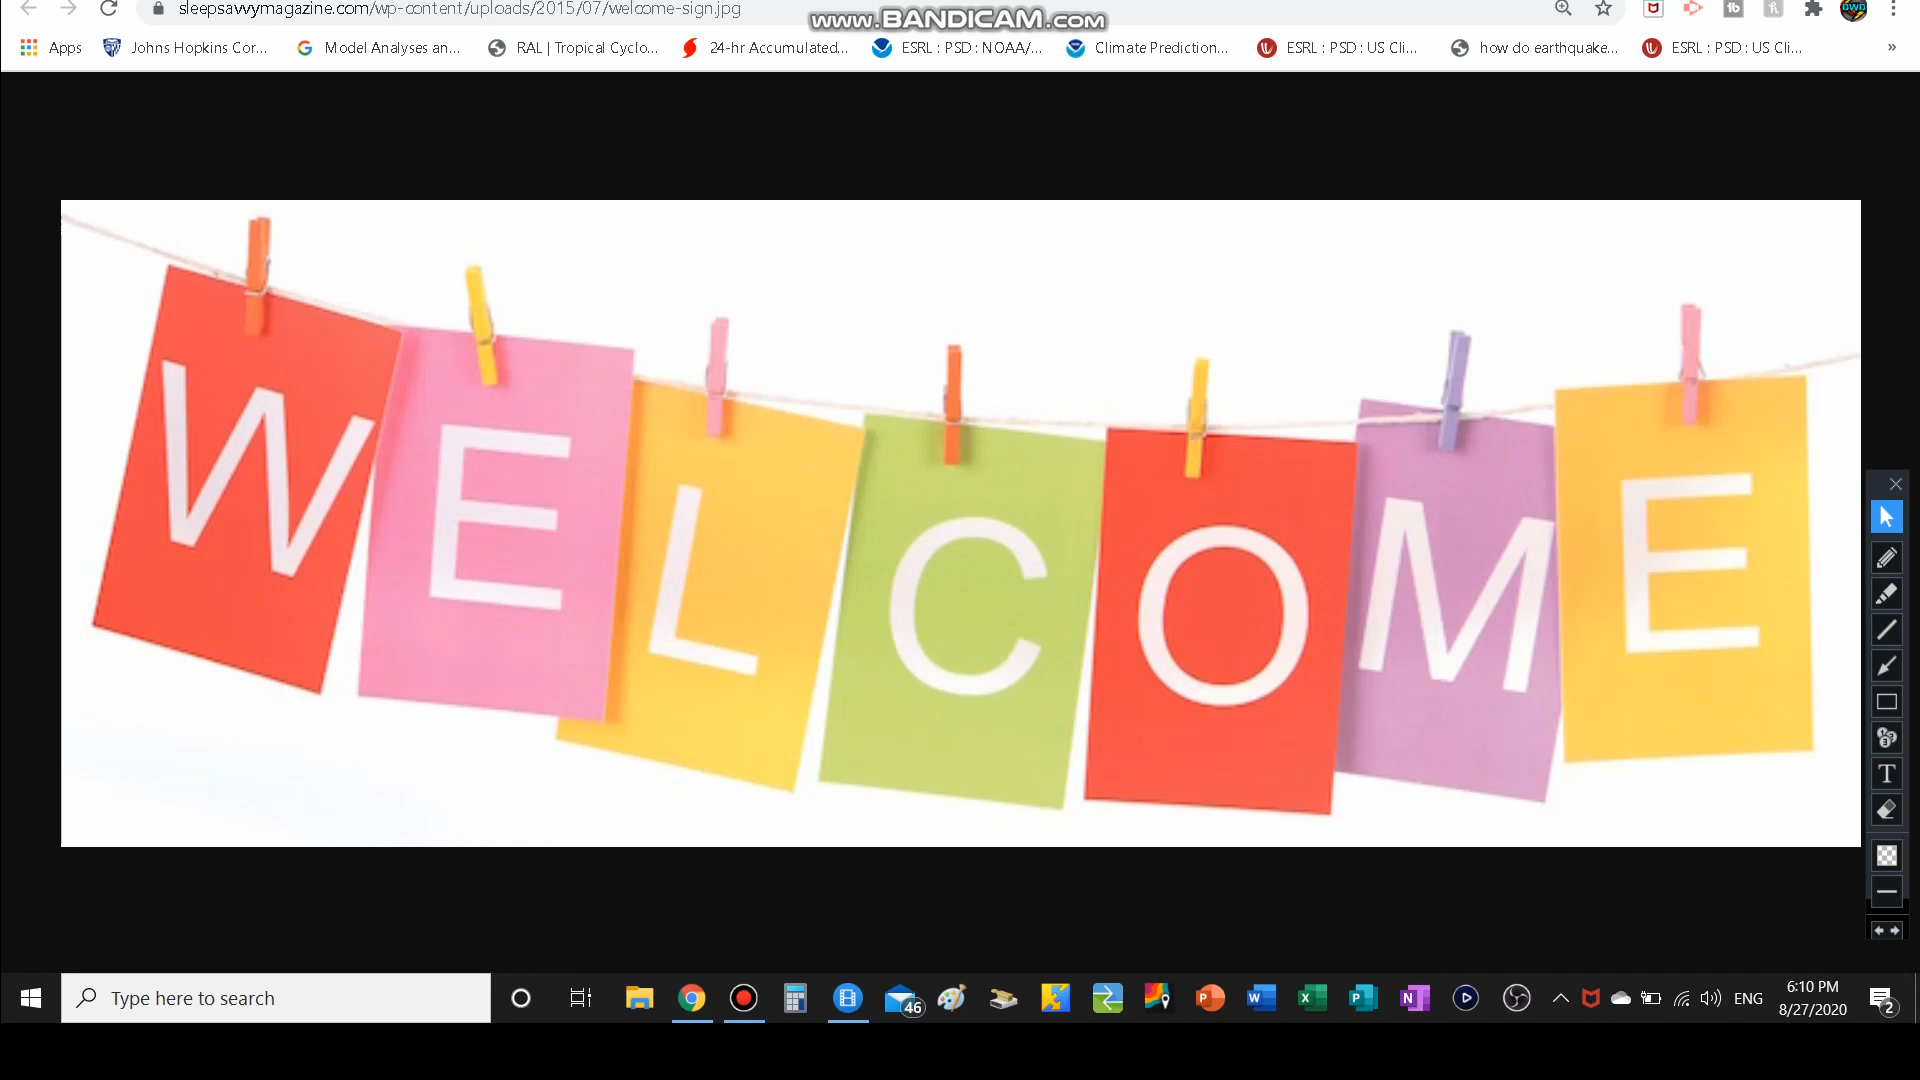 sleepsavvymagazine.com/wp-content/uploads/2015/07/welcome-sign.jpg
www.BANDICAM.com
Apps
Johns Hopkins Cor...
Model Analyses an...
RAL | Tropical Cyclo...
24-hr Accumulated...
ESRL : PSD : NOAA/...
Climate Prediction...
ESRL : PSD : US Cli...
how do earthquake...
ESRL : PSD : US Cli...
»
WELCOME
T
Type here to search
46
ENG
6:10 PM
8/27/2020
2